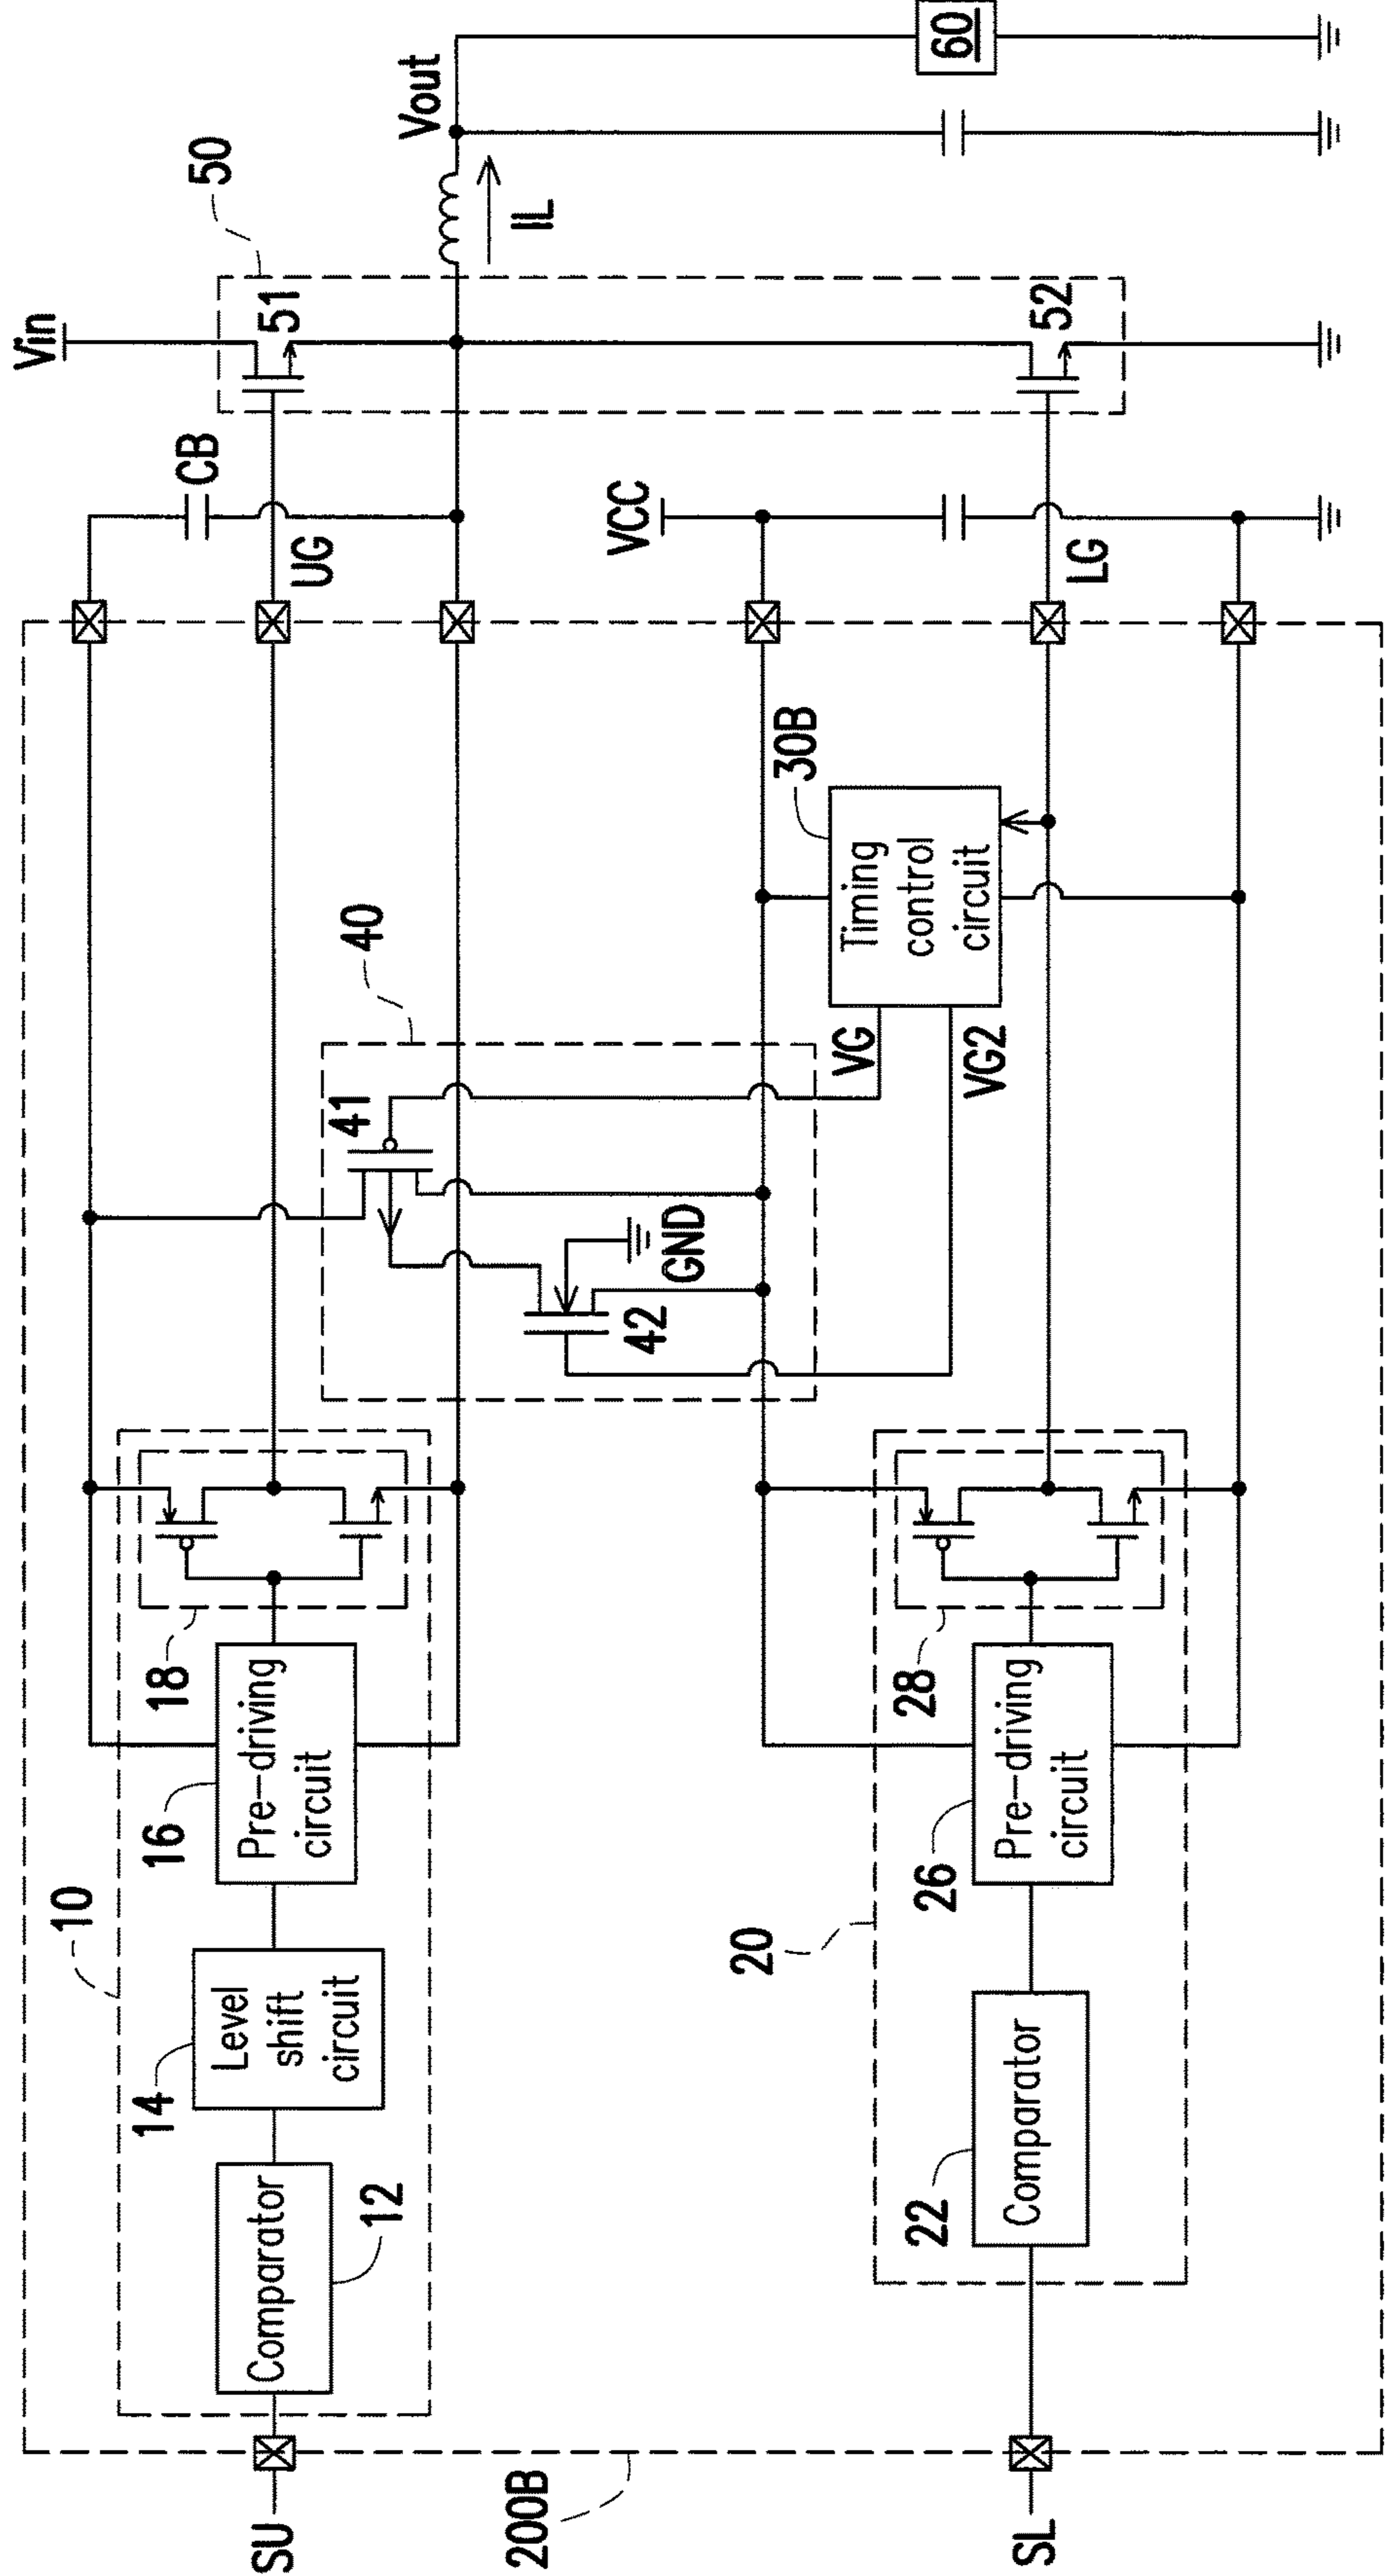 SU
SL
200B
10
Comparator
12
Level
shift
circuit
14
Pre-driving
circuit
16
18
20
Comparator
22
Pre-driving
circuit
26
28
40
41
42
GND
VG
VG2
Timing
control
circuit
30B
UG
CB
VCC
LG
Vin
50
51
52
IL
Vout
60